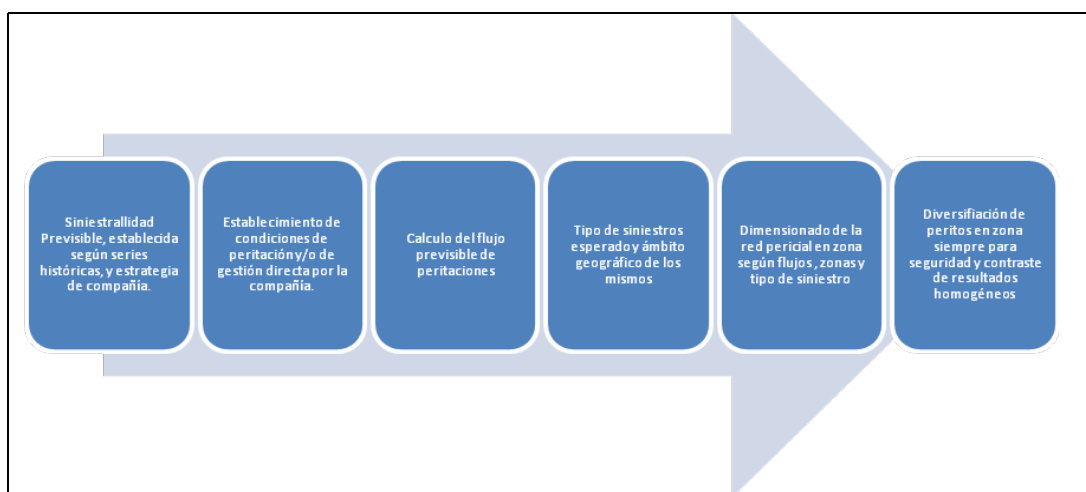 Siniestrallidad
Previsible, establecida
según series
históricas, y estrategia
de compañía.
Establecimiento de
condiciones de
peritación y/o de
gestión directa por la
compañía.
Calculo del flujo
previsible de
peritaciones
Tipo de siniestros
esperado y ámbito
geográfico de los
mismos
Dimensionado de la
red pericial en zona
según flujos , zonas y
tipo de siniestro
Diversifiación de
peritos en zona
siempre para
seguridad y contraste
de resultados
homogéneos